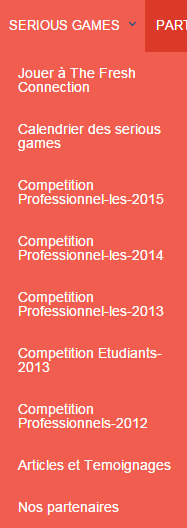 SERIOUS GAMES PART
Jouer à The Fresh
Connection
Calendrier des serious
games
Competition
Professionnel-les-2015
Competition
Professionnel-les-2014
Competition
Professionnel-les-2013
Competition Etudiants-
2013
Competition
Professionnels-2012
Articles et Temoignages
Nos partenaires